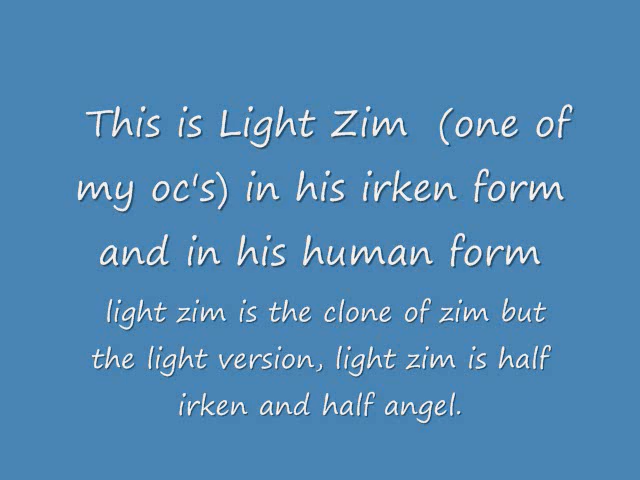 This is Light Zim (one of
my oc's) in his irken form
and in his human form
light zim is the clone of zim but
the light version, light zim is half
irken and half angel.